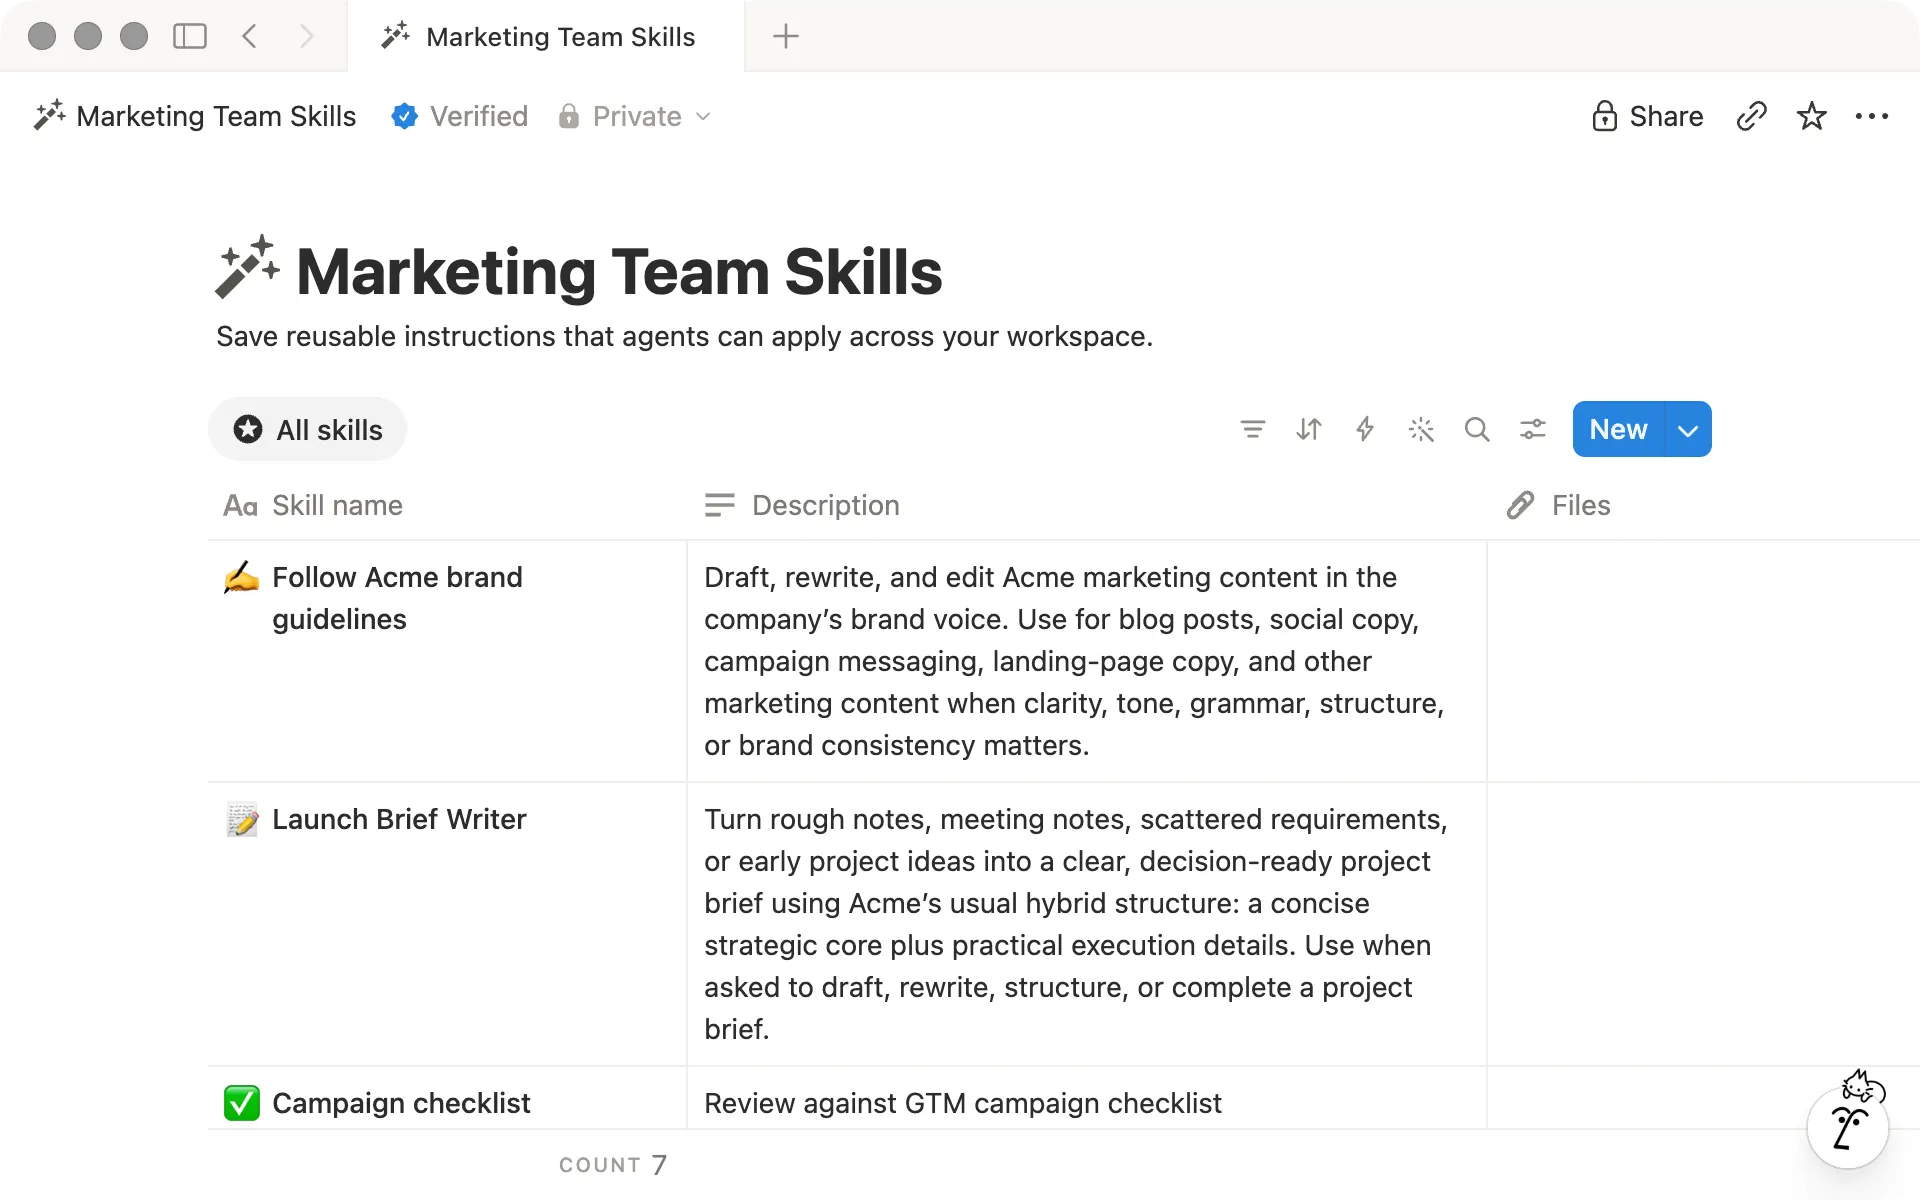 Marketing Team Skills
Marketing Team Skills Verified Private
Share
Marketing Team Skills
Save reusable instructions that agents can apply across your workspace.
All skills
New
Aa Skill name
Description
Files
Follow Acme brand
guidelines
Draft, rewrite, and edit Acme marketing content in the
company’s brand voice. Use for blog posts, social copy,
campaign messaging, landing-page copy, and other
marketing content when clarity, tone, grammar, structure,
or brand consistency matters.
Launch Brief Writer
Turn rough notes, meeting notes, scattered requirements,
or early project ideas into a clear, decision-ready project
brief using Acme’s usual hybrid structure: a concise
strategic core plus practical execution details. Use when
asked to draft, rewrite, structure, or complete a project
brief.
Campaign checklist
Review against GTM campaign checklist
COUNT 7